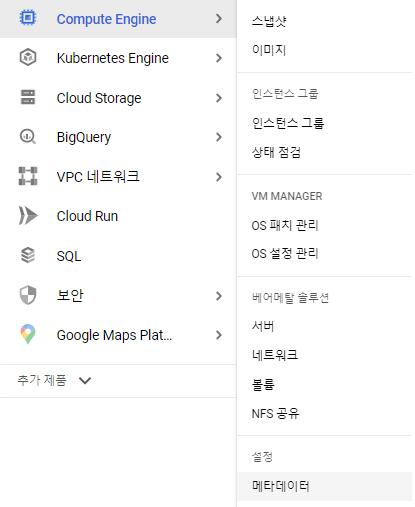 Compute Engine
Kubernetes Engine
Cloud Storage
BigQuery
VPC 네트워크
Cloud Run
SQL
보안
Google Maps Plat...
추가 제품
스냅샷
이미지
인스턴스 그룹
인스턴스 그룹
상태 점검
VM MANAGER
OS 패치 관리
OS 설정 관리
베어메탈 솔루션
서버
네트워크
볼륨
NFS 공유
설정
메타데이터